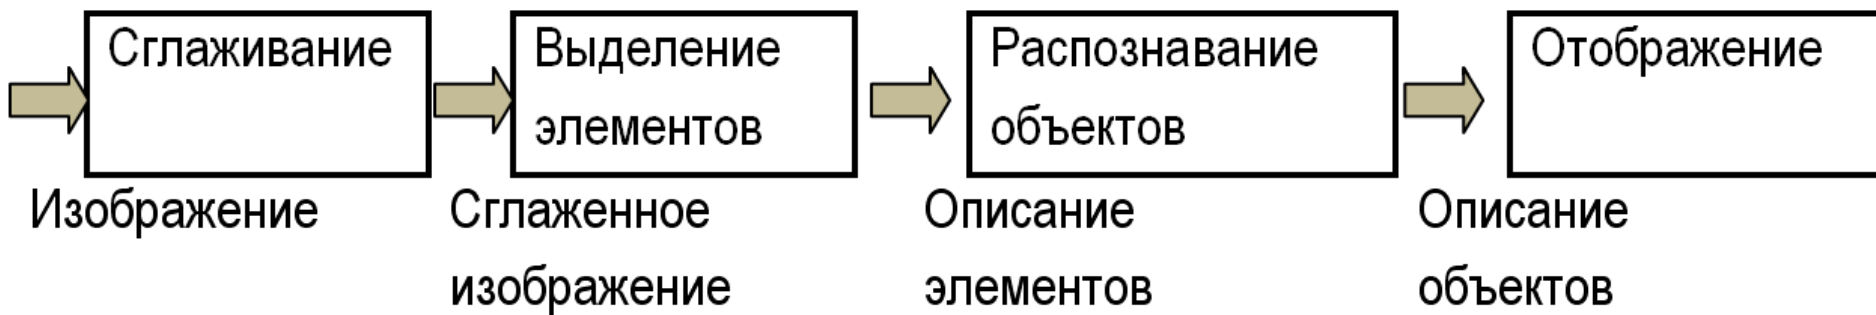 Сглаживание
Выделение
элементов
Распознавание
объектов
Отображение
Изображение
Сглаженное
изображение
Описание
элементов
Описание
объектов